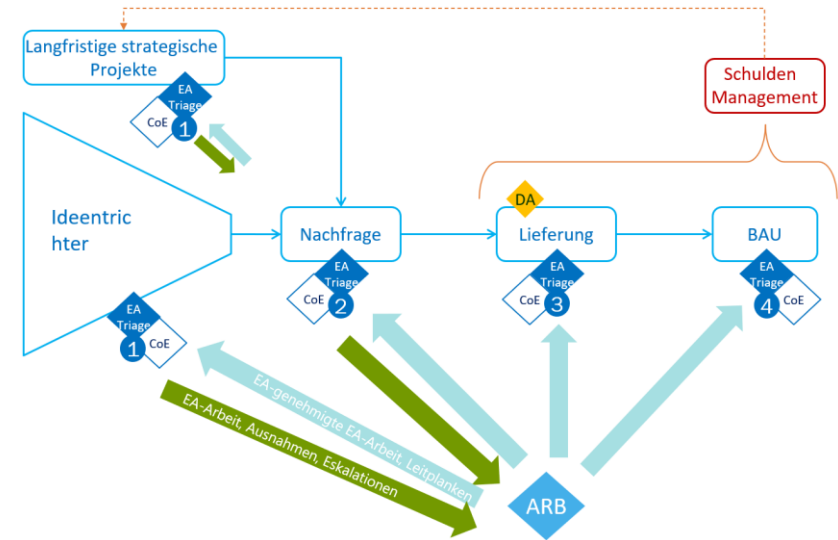 Langfristige strategische
Projekte
EA
Triage
CoE
1
Schulden
Management
Ideentric
hter
DA
Nachfrage
Lieferung
BAU
EA
Triage
CoE
2
EA
Triage
CoE
3
EA
Triage
4
CoE
EA
Triage
1
CoE
EA-genehmigte EA-Arbeit, Leitplanken
EA-Arbeit, Ausnahmen, Eskalationen
ARB